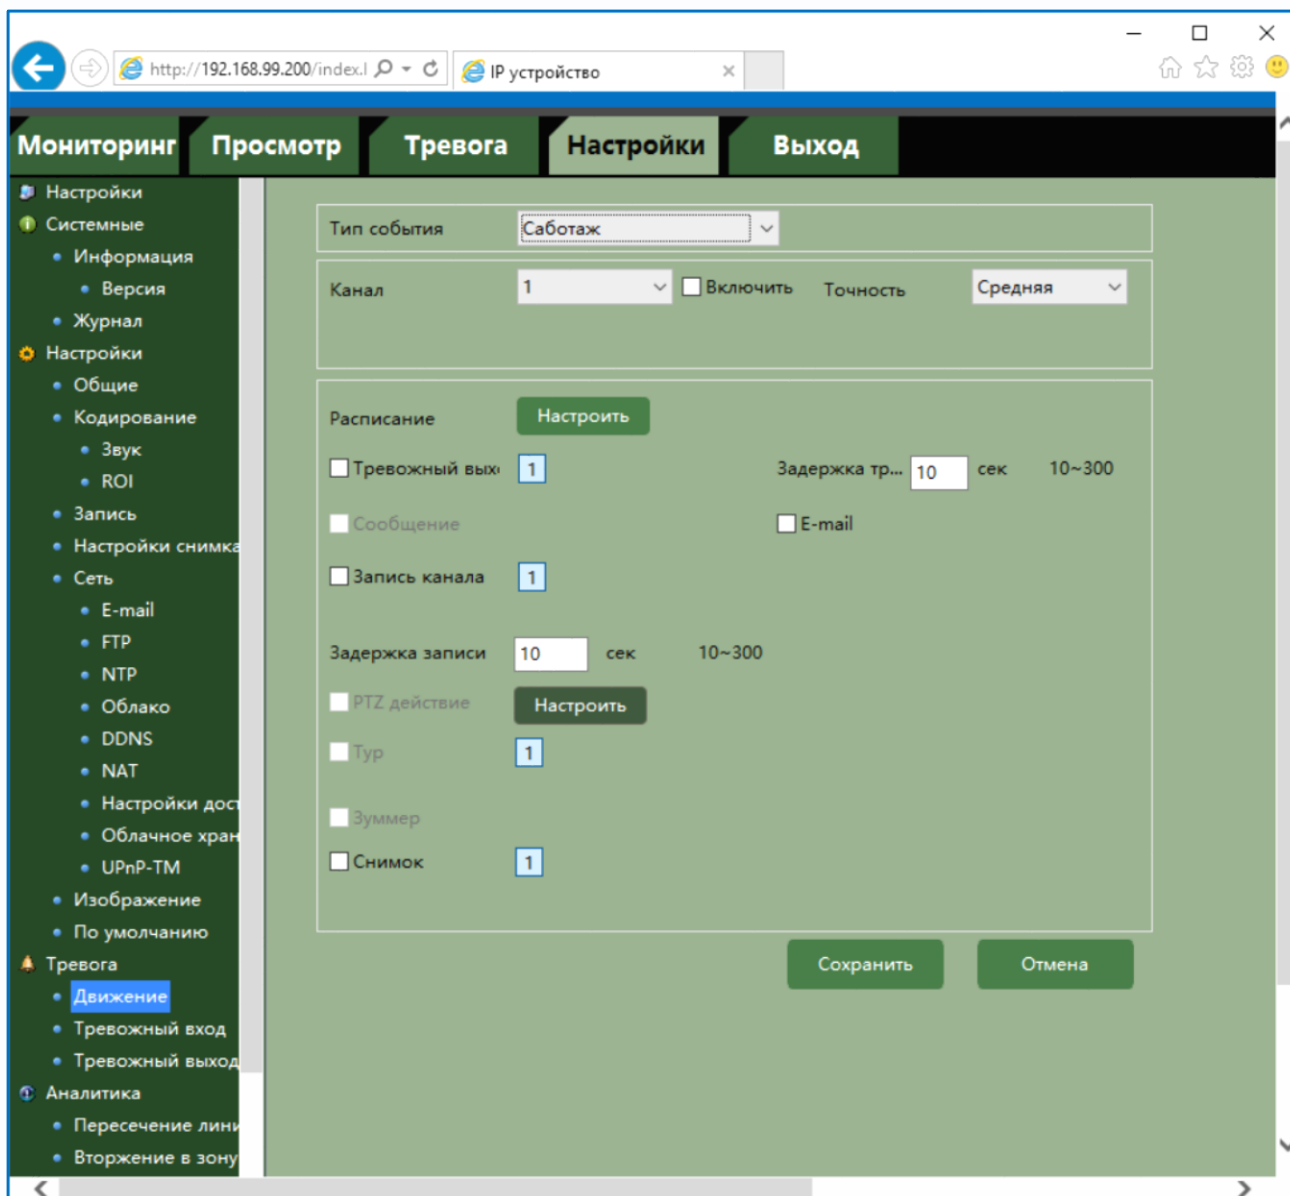 http://192.168.99.200/index.l
IP устройство
Мониторинг Просмотр Тревога Настройки Выход
Настройки
Системные
Информация
Версия
Журнал
Настройки
Общие
Кодирование
Звук
ROI
Запись
Настройки снимка
Сеть
E-mail
FTP
NTP
Облако
DDNS
NAT
Настройки дост
Облачное хран
UPnP-TM
Изображение
По умолчанию
Тревога
Движение
Тревожный вход
Тревожный выход
Аналитика
Пересечение лини
Вторжение в зону
Тип события Саботаж
Канал 1 Включить Точность Средняя
Расписание Настроить
Тревожный вых 1 Задержка тр... 10 сек 10~300
Сообщение E-mail
Запись канала 1
Задержка записи 10 сек 10~300
PTZ действие Настроить
Тур 1
Зуммер
Снимок 1
Сохранить Отмена